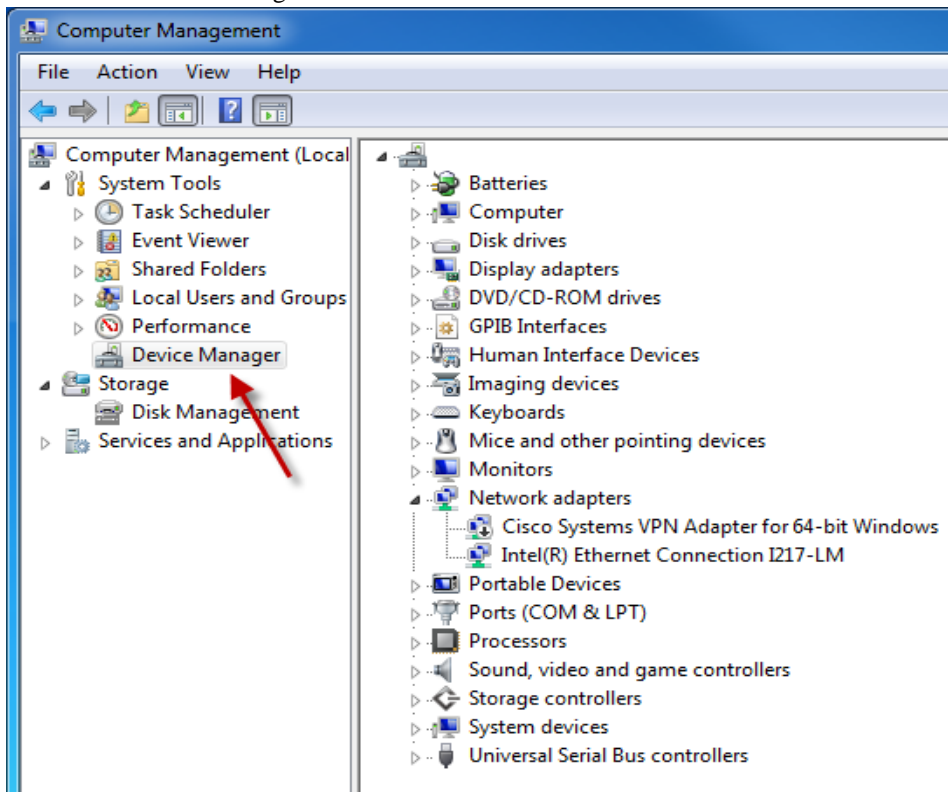 Computer Management
File Action View Help
Computer Management (Local
System Tools
Task Scheduler
Event Viewer
Shared Folders
Local Users and Groups
Performance
Device Manager
Storage
Disk Management
Services and Applications
Batteries
Computer
Disk drives
Display adapters
DVD/CD-ROM drives
GPIB Interfaces
Human Interface Devices
Imaging devices
Keyboards
Mice and other pointing devices
Monitors
Network adapters
Cisco Systems VPN Adapter for 64-bit Windows
Intel(R) Ethernet Connection I217-LM
Portable Devices
Ports (COM & LPT)
Processors
Sound, video and game controllers
Storage controllers
System devices
Universal Serial Bus controllers